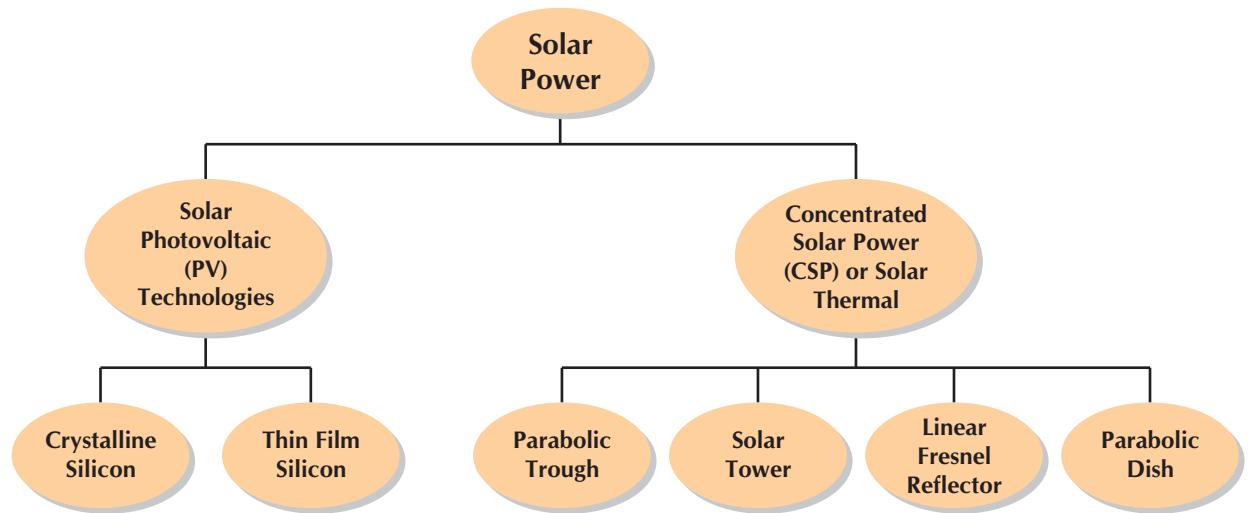 Solar
Power
Solar
Photovoltaic
(PV)
Technologies
Concentrated
Solar Power
(CSP) or Solar
Thermal
Crystalline
Silicon
Thin Film
Silicon
Parabolic
Trough
Solar
Tower
Linear
Fresnel
Reflector
Parabolic
Dish